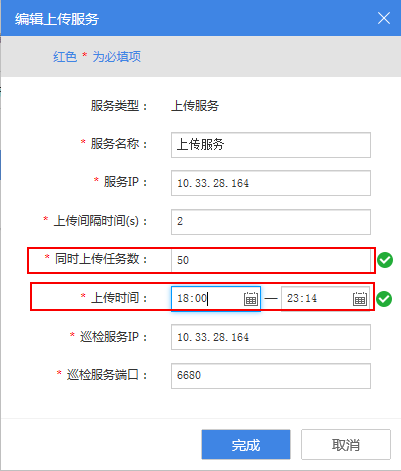 编辑上传服务
红色 * 为必填项
服务类型： 上传服务
* 服务名称： 上传服务
* 服务IP： 10.33.28.164
* 上传间隔时间(s)： 2
* 同时上传任务数： 50
* 上传时间： 18:00 — 23:14
* 巡检服务IP： 10.33.28.164
* 巡检服务端口： 6680
完成 取消